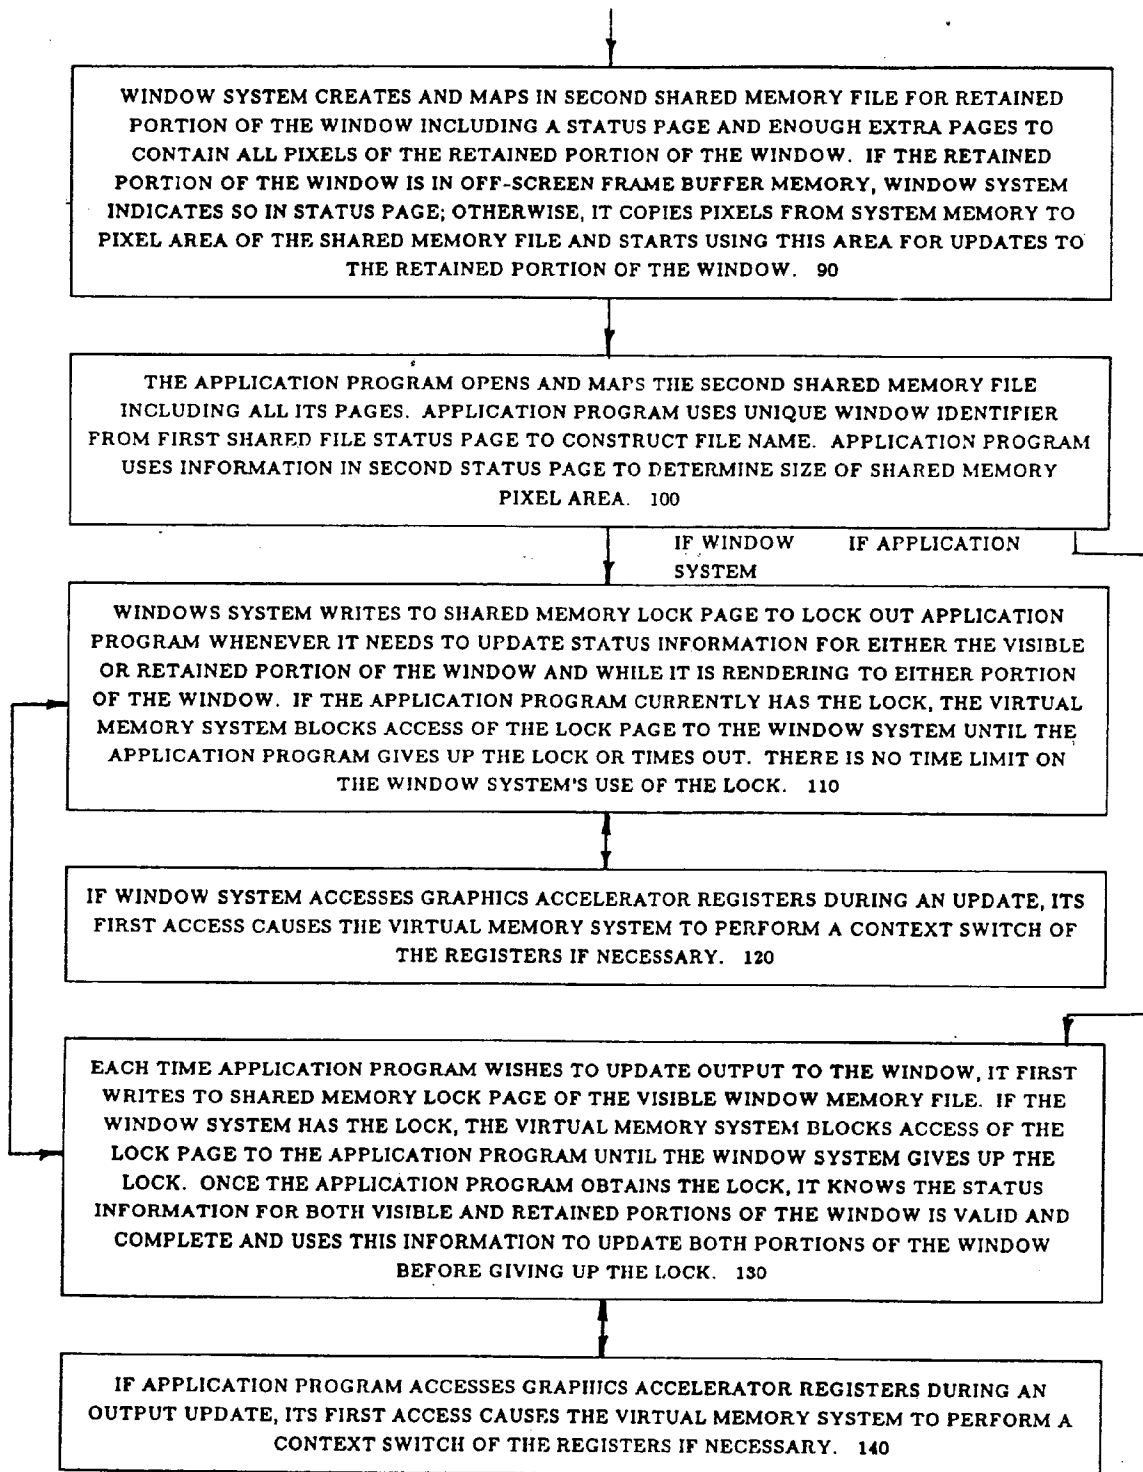 WINDOW SYSTEM CREATES AND MAPS IN SECOND SHARED MEMORY FILE FOR RETAINED
PORTION OF THE WINDOW INCLUDING A STATUS PAGE AND ENOUGH EXTRA PAGES TO
CONTAIN ALL PIXELS OF THE RETAINED PORTION OF THE WINDOW. IF THE RETAINED
PORTION OF THE WINDOW IS IN OFF-SCREEN FRAME BUFFER MEMORY, WINDOW SYSTEM
INDICATES SO IN STATUS PAGE; OTHERWISE, IT COPIES PIXELS FROM SYSTEM MEMORY TO
PIXEL AREA OF THE SHARED MEMORY FILE AND STARTS USING THIS AREA FOR UPDATES TO
THE RETAINED PORTION OF THE WINDOW. 90
THE APPLICATION PROGRAM OPENS AND MAPS THE SECOND SHARED MEMORY FILE
INCLUDING ALL ITS PAGES. APPLICATION PROGRAM USES UNIQUE WINDOW IDENTIFIER
FROM FIRST SHARED FILE STATUS PAGE TO CONSTRUCT FILE NAME. APPLICATION PROGRAM
USES INFORMATION IN SECOND STATUS PAGE TO DETERMINE SIZE OF SHARED MEMORY
PIXEL AREA. 100
IF WINDOW IF APPLICATION
SYSTEM
WINDOWS SYSTEM WRITES TO SHARED MEMORY LOCK PAGE TO LOCK OUT APPLICATION
PROGRAM WHENEVER IT NEEDS TO UPDATE STATUS INFORMATION FOR EITHER THE VISIBLE
OR RETAINED PORTION OF THE WINDOW AND WHILE IT IS RENDERING TO EITHER PORTION
OF THE WINDOW. IF THE APPLICATION PROGRAM CURRENTLY HAS THE LOCK, THE VIRTUAL
MEMORY SYSTEM BLOCKS ACCESS OF THE LOCK PAGE TO THE WINDOW SYSTEM UNTIL THE
APPLICATION PROGRAM GIVES UP THE LOCK OR TIMES OUT. THERE IS NO TIME LIMIT ON
THE WINDOW SYSTEM'S USE OF THE LOCK. 110
IF WINDOW SYSTEM ACCESSES GRAPHICS ACCELERATOR REGISTERS DURING AN UPDATE, ITS
FIRST ACCESS CAUSES THE VIRTUAL MEMORY SYSTEM TO PERFORM A CONTEXT SWITCH OF
THE REGISTERS IF NECESSARY. 120
EACH TIME APPLICATION PROGRAM WISHES TO UPDATE OUTPUT TO THE WINDOW, IT FIRST
WRITES TO SHARED MEMORY LOCK PAGE OF THE VISIBLE WINDOW MEMORY FILE. IF THE
WINDOW SYSTEM HAS THE LOCK, THE VIRTUAL MEMORY SYSTEM BLOCKS ACCESS OF THE
LOCK PAGE TO THE APPLICATION PROGRAM UNTIL THE WINDOW SYSTEM GIVES UP THE
LOCK. ONCE THE APPLICATION PROGRAM OBTAINS THE LOCK, IT KNOWS THE STATUS
INFORMATION FOR BOTH VISIBLE AND RETAINED PORTIONS OF THE WINDOW IS VALID AND
COMPLETE AND USES THIS INFORMATION TO UPDATE BOTH PORTIONS OF THE WINDOW
BEFORE GIVING UP THE LOCK. 130
IF APPLICATION PROGRAM ACCESSES GRAPHICS ACCELERATOR REGISTERS DURING AN
OUTPUT UPDATE, ITS FIRST ACCESS CAUSES THE VIRTUAL MEMORY SYSTEM TO PERFORM A
CONTEXT SWITCH OF THE REGISTERS IF NECESSARY. 140